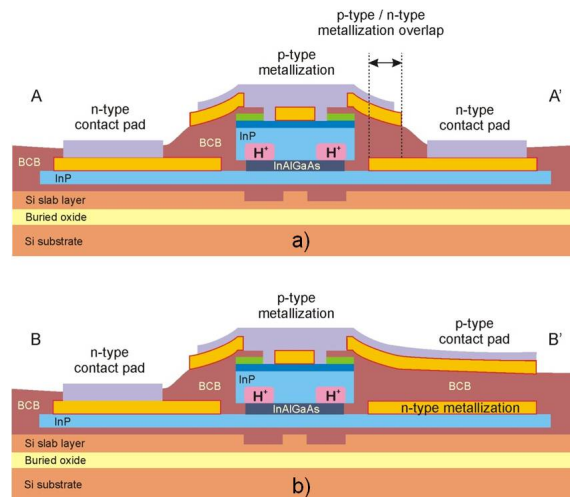 p-type / n-type
metallization overlap
p-type
metallization
A
A'
n-type
contact pad
n-type
contact pad
BCB
BCB
InP
H+
H+
InAlGaAs
InP
Si slab layer
Buried oxide
Si substrate
a)
p-type
metallization
B
B'
n-type
contact pad
p-type
contact pad
BCB
BCB
BCB
InP
H+
H+
InAlGaAs
n-type metallization
InP
Si slab layer
Buried oxide
Si substrate
b)